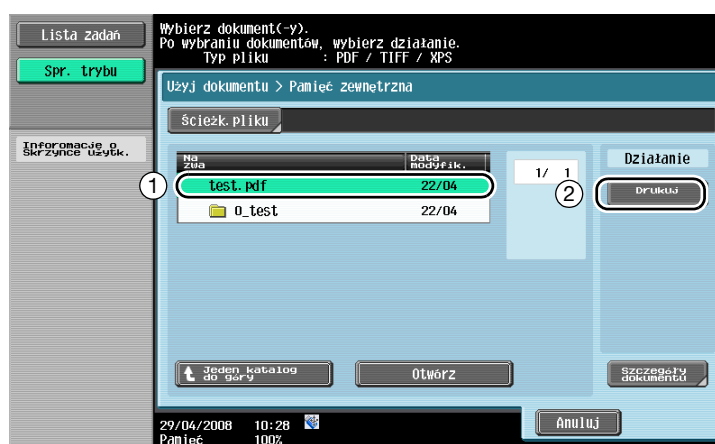 Lista zadań
Spr. trybu
Inforomacje o
Skrzynce użytk.
Wybierz dokument(-y).
Po wybraniu dokumentów, wybierz działanie.
Typ pliku : PDF / TIFF / XPS
Użyj dokumentu > Pamięć zewnętrzna
Ścieżk.pliku
Na
zwa
Data
modyfik.
1/ 1
Działanie
1
test.pdf 22/04
2
Drukuj
0_test 22/04
Jeden katalog
do góry
Otwórz
Szczegóły
dokumentu
29/04/2008 10:28
Pamięć 100%
Anuluj